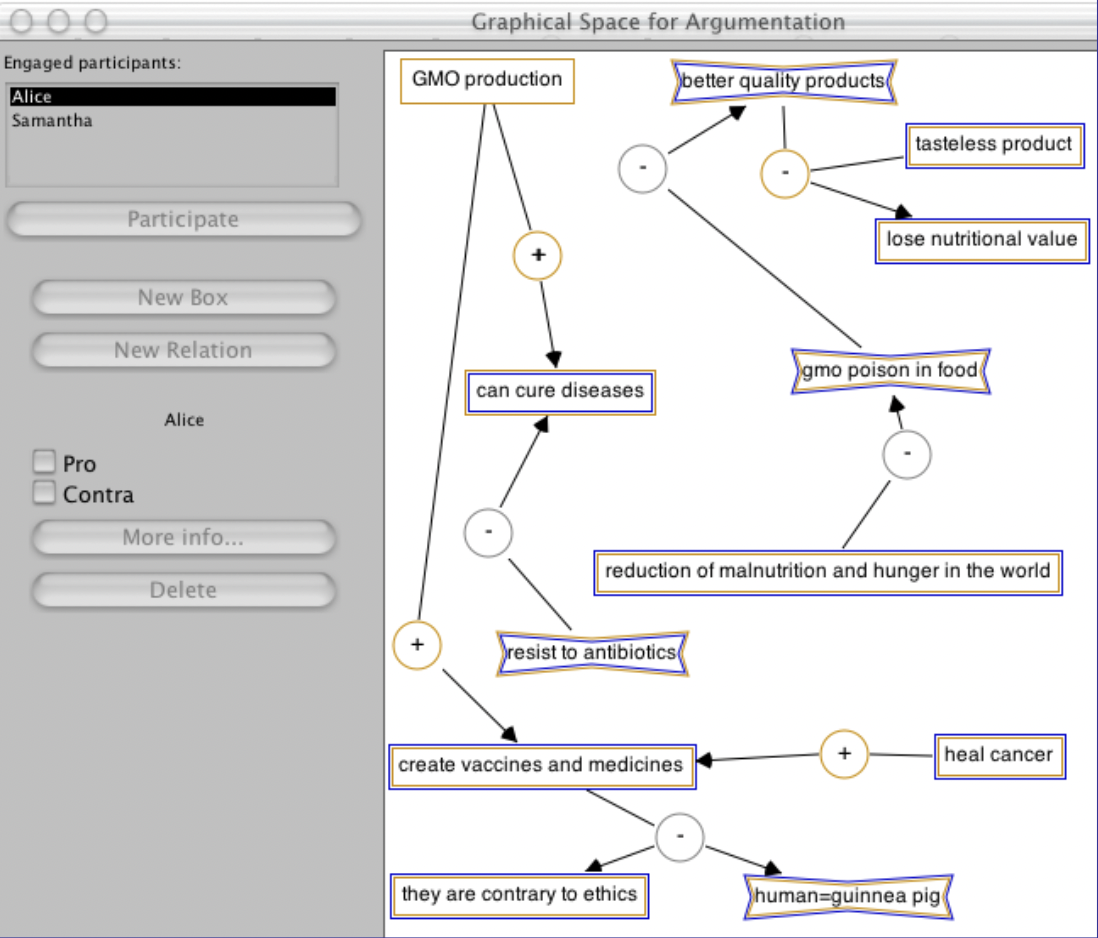 Graphical Space for Argumentation
Engaged participants:
Alice
Samantha
Participate
New Box
New Relation
Alice
Pro
Contra
More info...
Delete
GMO production
better quality products
-
-
tasteless product
lose nutritional value
+
can cure diseases
gmo poison in food
-
-
reduction of malnutrition and hunger in the world
+
resist to antibiotics
create vaccines and medicines
+
heal cancer
-
they are contrary to ethics
human=guinnea pig